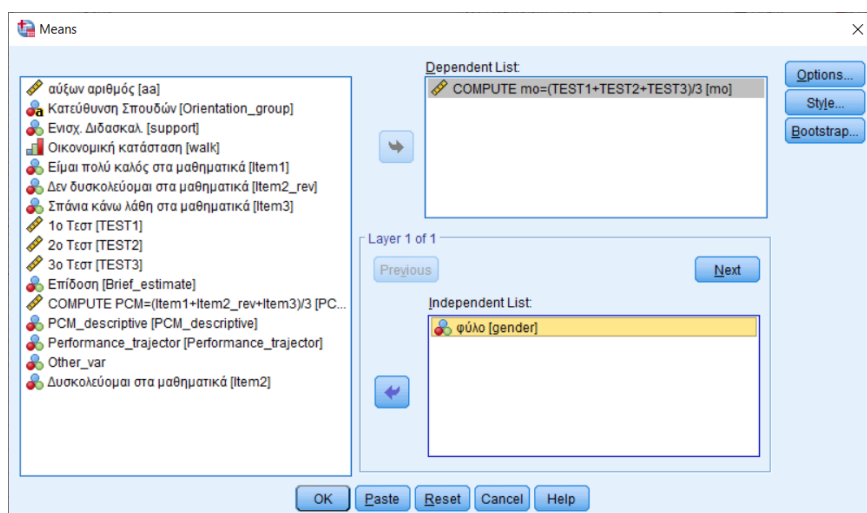 Means
αύξων αριθμός [aa]
Κατεύθυνση Σπουδών [Orientation_group]
Ενισχ. Διδασκαλ. [support]
Οικονομική κατάσταση [walk]
Είμαι πολύ καλός στα μαθηματικά [Item1]
Δεν δυσκολεύομαι στα μαθηματικά [Item2_rev]
Σπάνια κάνω λάθη στα μαθηματικά [Item3]
1ο Τεστ [TEST1]
2ο Τεστ [TEST2]
3ο Τεστ [TEST3]
Επίδοση [Brief_estimate]
COMPUTE PCM=(Item1+Item2_rev+Item3)/3 [PC...
PCM_descriptive [PCM_descriptive]
Performance_trajector [Performance_trajector]
Other_var
Δυσκολεύομαι στα μαθηματικά [Item2]
Dependent List:
COMPUTE mo=(TEST1+TEST2+TEST3)/3 [mo]
Layer 1 of 1
Previous
Next
Independent List:
φύλο [gender]
Options...
Style...
Bootstrap...
OK
Paste
Reset
Cancel
Help